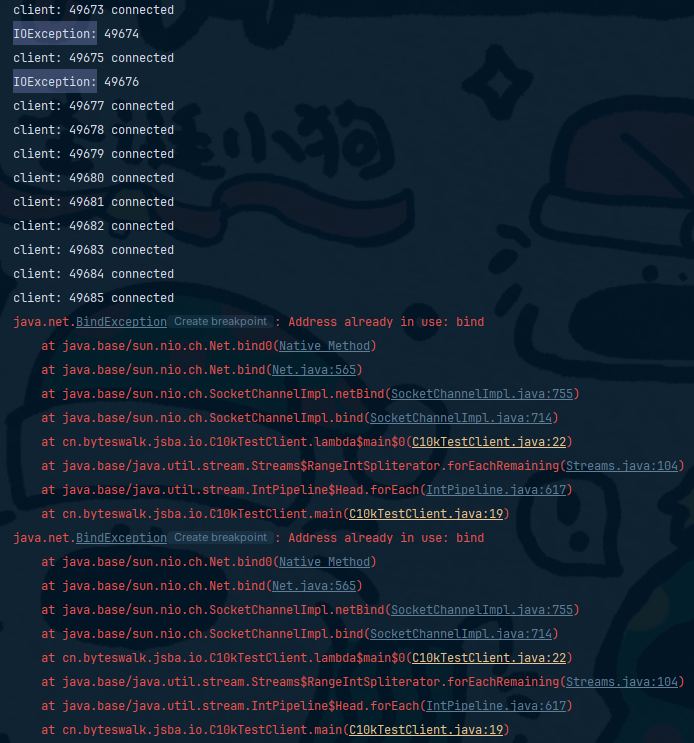 client: 49673 connected
IOException: 49674
client: 49675 connected
IOException: 49676
client: 49677 connected
client: 49678 connected
client: 49679 connected
client: 49680 connected
client: 49681 connected
client: 49682 connected
client: 49683 connected
client: 49684 connected
client: 49685 connected
java.net.BindException Create breakpoint : Address already in use: bind
at java.base/sun.nio.ch.Net.bind0(Native Method)
at java.base/sun.nio.ch.Net.bind(Net.java:565)
at java.base/sun.nio.ch.SocketChannelImpl.netBind(SocketChannelImpl.java:755)
at java.base/sun.nio.ch.SocketChannelImpl.bind(SocketChannelImpl.java:714)
at cn.byteswalk.jsba.io.C10kTestClient.lambda$main$0(C10kTestClient.java:22)
at java.base/java.util.stream.Streams$RangeIntSpliterator.forEachRemaining(Streams.java:104)
at java.base/java.util.stream.IntPipeline$Head.forEach(IntPipeline.java:617)
at cn.byteswalk.jsba.io.C10kTestClient.main(C10kTestClient.java:19)
java.net.BindException Create breakpoint : Address already in use: bind
at java.base/sun.nio.ch.Net.bind0(Native Method)
at java.base/sun.nio.ch.Net.bind(Net.java:565)
at java.base/sun.nio.ch.SocketChannelImpl.netBind(SocketChannelImpl.java:755)
at java.base/sun.nio.ch.SocketChannelImpl.bind(SocketChannelImpl.java:714)
at cn.byteswalk.jsba.io.C10kTestClient.lambda$main$0(C10kTestClient.java:22)
at java.base/java.util.stream.Streams$RangeIntSpliterator.forEachRemaining(Streams.java:104)
at java.base/java.util.stream.IntPipeline$Head.forEach(IntPipeline.java:617)
at cn.byteswalk.jsba.io.C10kTestClient.main(C10kTestClient.java:19)
小狗